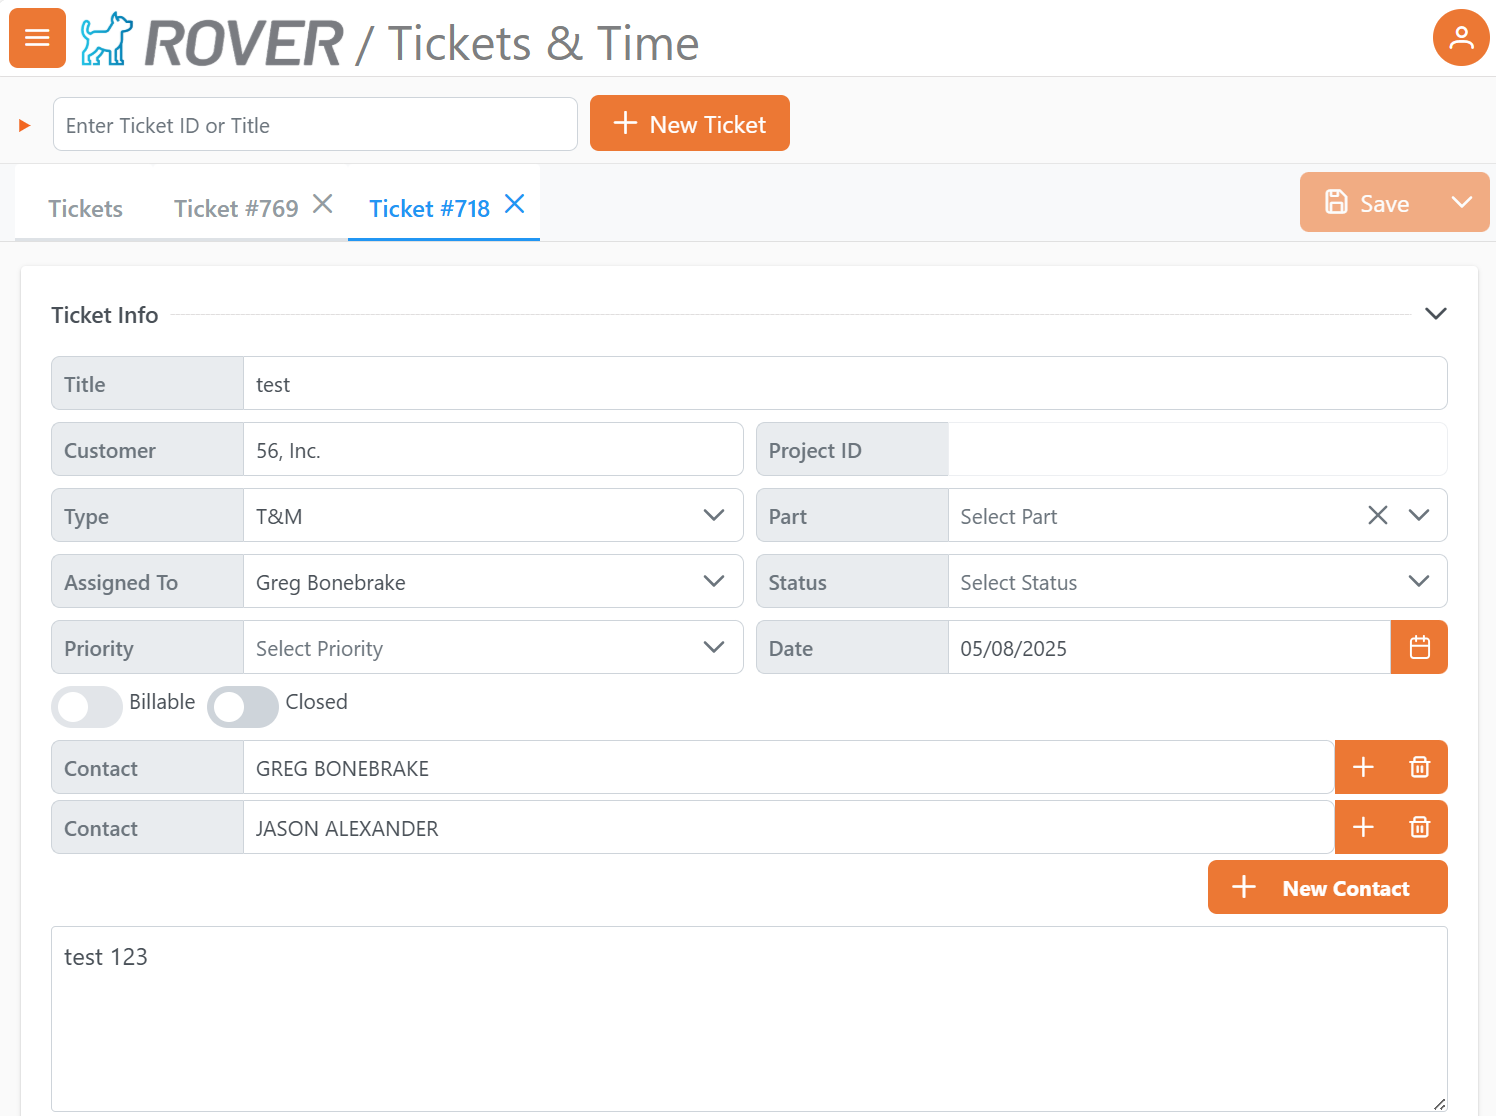 ROVER / Tickets & Time
Enter Ticket ID or Title
New Ticket
Tickets
Ticket #769
Ticket #718
Save
Ticket Info
Title test
Customer 56, Inc.
Project ID
Type T&M
Part Select Part
Assigned To Greg Bonebrake
Status Select Status
Priority Select Priority
Date 05/08/2025
Billable
Closed
Contact GREG BONEBRAKE
Contact JASON ALEXANDER
New Contact
test 123